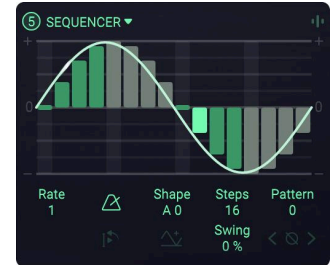 5 SEQUENCER
+ +
0 0
- -
Rate Shape Steps Pattern
1 A 0 16 0
Swing
0 %